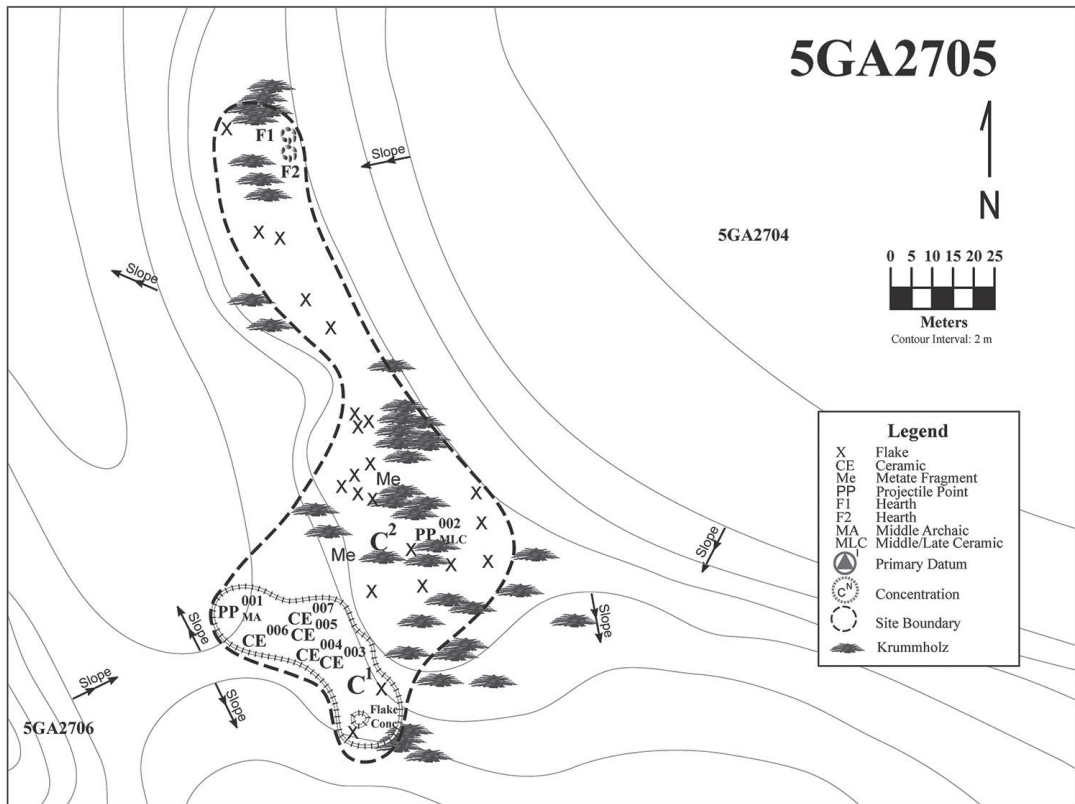 5GA2705
X
F1
F2
Slope
N
5GA2704
X X
0 5 10 15 20 25
Meters
Contour Interval: 2 m
Slope
X
X
X
X
X
X
X
Me
X
X
X
X
X
C2
PP 002 MLC
X
X
X
X
Me
X
X
Slope
Slope
Legend
X Flake
CE Ceramic
Me Metate Fragment
PP Projectile Point
F1 Hearth
F2 Hearth
MA Middle Archaic
MLC Middle/Late Ceramic
1 Primary Datum
CN Concentration
Site Boundary
Krummholz
PP 001 MA
CE 007
CE 005
CE 006
CE 004
CE 003
Slope
C1
X
Slope
Slope
Flake
Conc
X
5GA2706